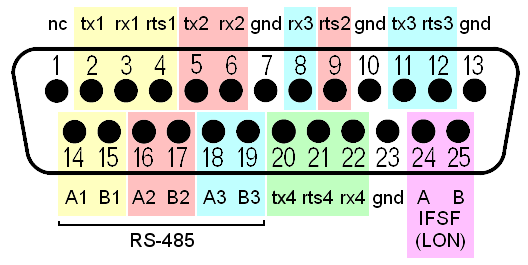 nc tx1 rx1 rts1 tx2 rx2 gnd rx3 rts2 gnd tx3 rts3 gnd
1 2 3 4 5 6 7 8 9 10 11 12 13
14 15 16 17 18 19 20 21 22 23 24 25
A1 B1 A2 B2 A3 B3 tx4 rts4 rx4 gnd A B
IFSF
(LON)
RS-485